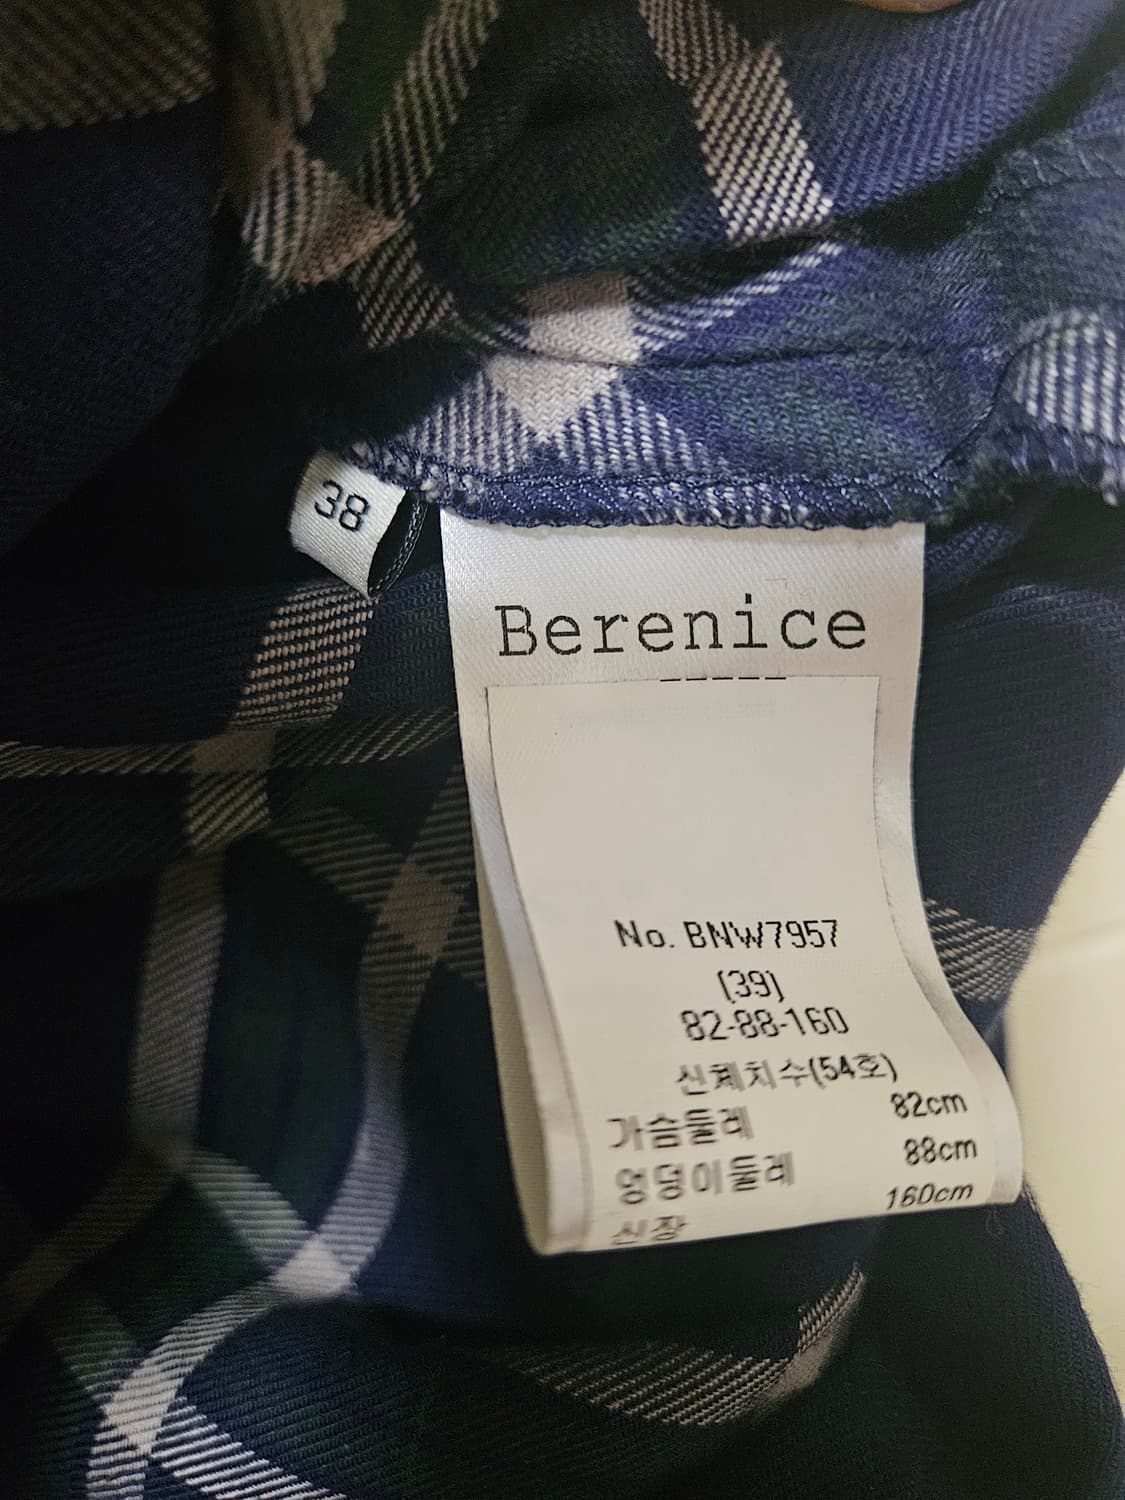 38
Berenice
No. BNW7957
(39)
82-88-160
신체치수(54호)
가슴둘레 82cm
엉덩이둘레 88cm
신장 160cm